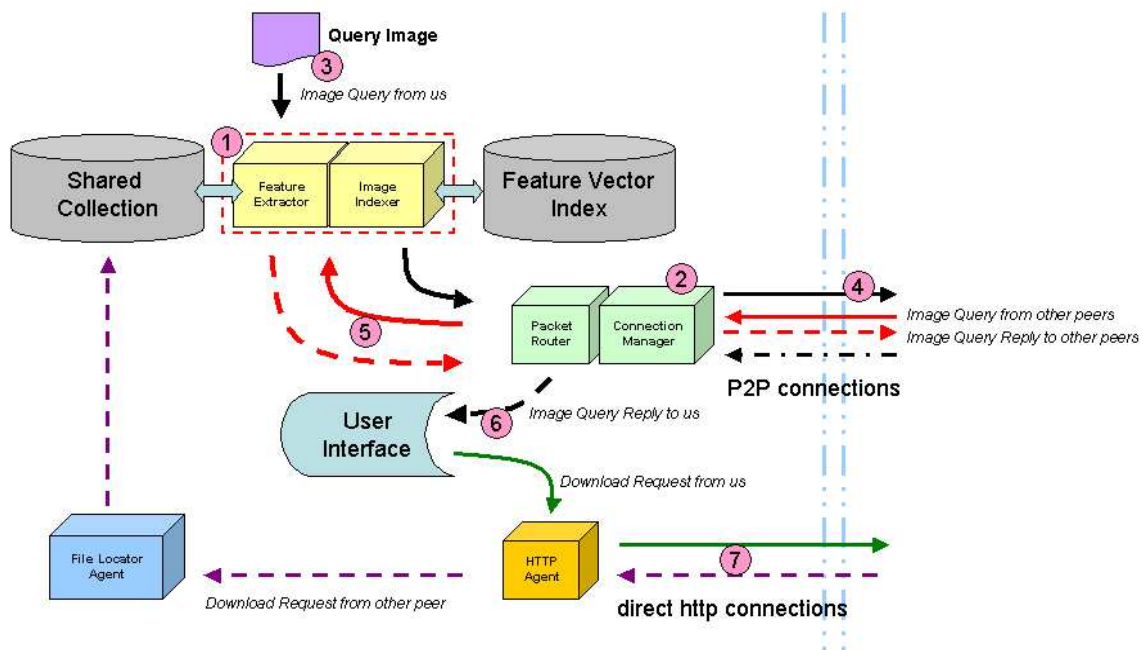 Query Image
3
Image Query from us
1
Shared
Collection
Feature
Extractor
Image
Indexer
Feature Vector
Index
2
4
5
Packet
Router
Connection
Manager
Image Query from other peers
Image Query Reply to other peers
P2P connections
User
Interface
6
Image Query Reply to us
Download Request from us
File Locator
Agent
HTTP
Agent
7
Download Request from other peer
direct http connections